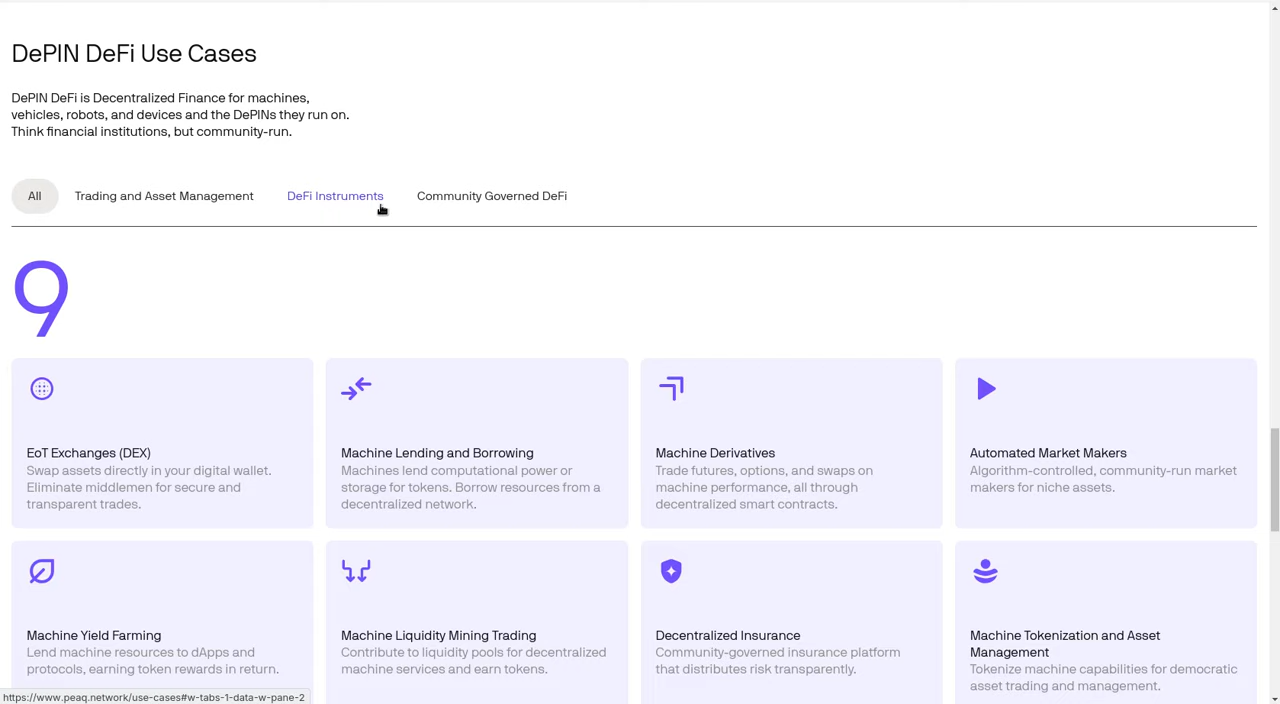 DePIN DeFi Use Cases
DePIN DeFi is Decentralized Finance for machines,
vehicles, robots, and devices and the DePINs they run on.
Think financial institutions, but community-run.
All
Trading and Asset Management
DeFi Instruments
Community Governed DeFi
9
EoT Exchanges (DEX)
Swap assets directly in your digital wallet.
Eliminate middlemen for secure and
transparent trades.
Machine Lending and Borrowing
Machines lend computational power or
storage for tokens. Borrow resources from a
decentralized network.
Machine Derivatives
Trade futures, options, and swaps on
machine performance, all through
decentralized smart contracts.
Automated Market Makers
Algorithm-controlled, community-run market
makers for niche assets.
Machine Yield Farming
Lend machine resources to dApps and
protocols, earning token rewards in return.
Machine Liquidity Mining Trading
Contribute to liquidity pools for decentralized
machine services and earn tokens.
Decentralized Insurance
Community-governed insurance platform
that distributes risk transparently.
Machine Tokenization and Asset
Management
Tokenize machine capabilities for democratic
asset trading and management.
https://www.peaq.network/use-cases#w-tabs-1-data-w-pane-2